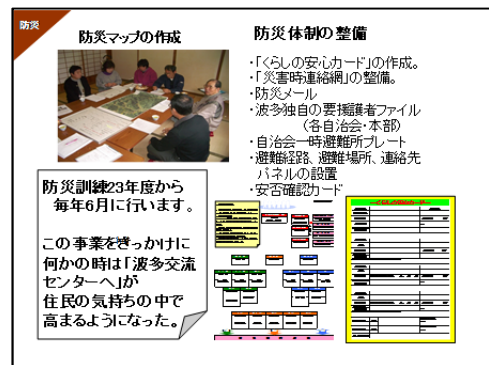 防災
防災マップの作成
防災体制の整備
・「くらしの安心カード」の作成。
・「災害時連絡網」の整備。
・防災メール
・波多独自の要援護者ファイル
(各自治会・本部)
・自治会一時避難所プレート
・避難経路、避難場所、連絡先
パネルの設置
・安否確認カード
防災訓練23年度から
毎年6月に行います。
この事業をきっかけに
何かの時は「波多交流
センターへ」が
住民の気持ちの中で
高まるようになった。